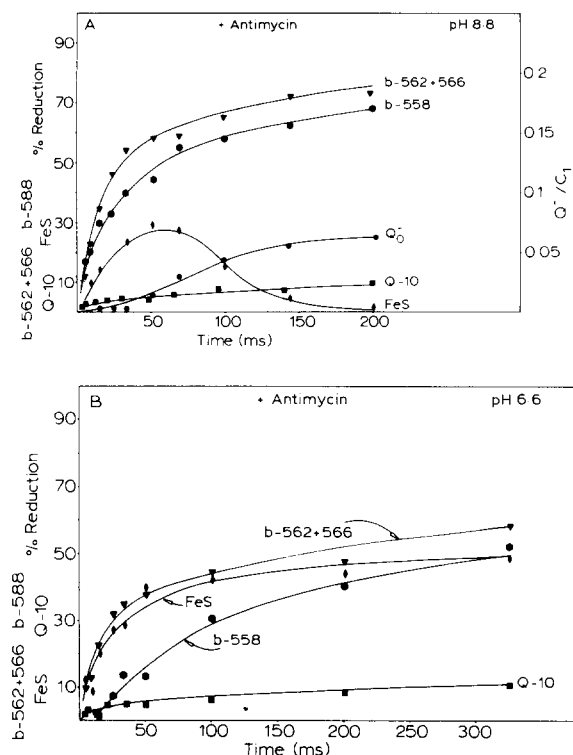 A
+ Antimycin
pH 8·8
90
70
50
30
10
% Reduction
b-562+566 b-588
Q-10 FeS
0·2
0·15
0·1
0·05
Q⁻/C₁
b-562+566
b-558
Q₀⁻
Q-10
FeS
50 100 150 200
Time (ms)
B
+ Antimycin
pH 6·6
90
70
50
30
10
% Reduction
b-562+566 b-588
FeS Q-10
b-562+566
FeS
b-558
Q-10
50 100 150 200 250 300
Time (ms)